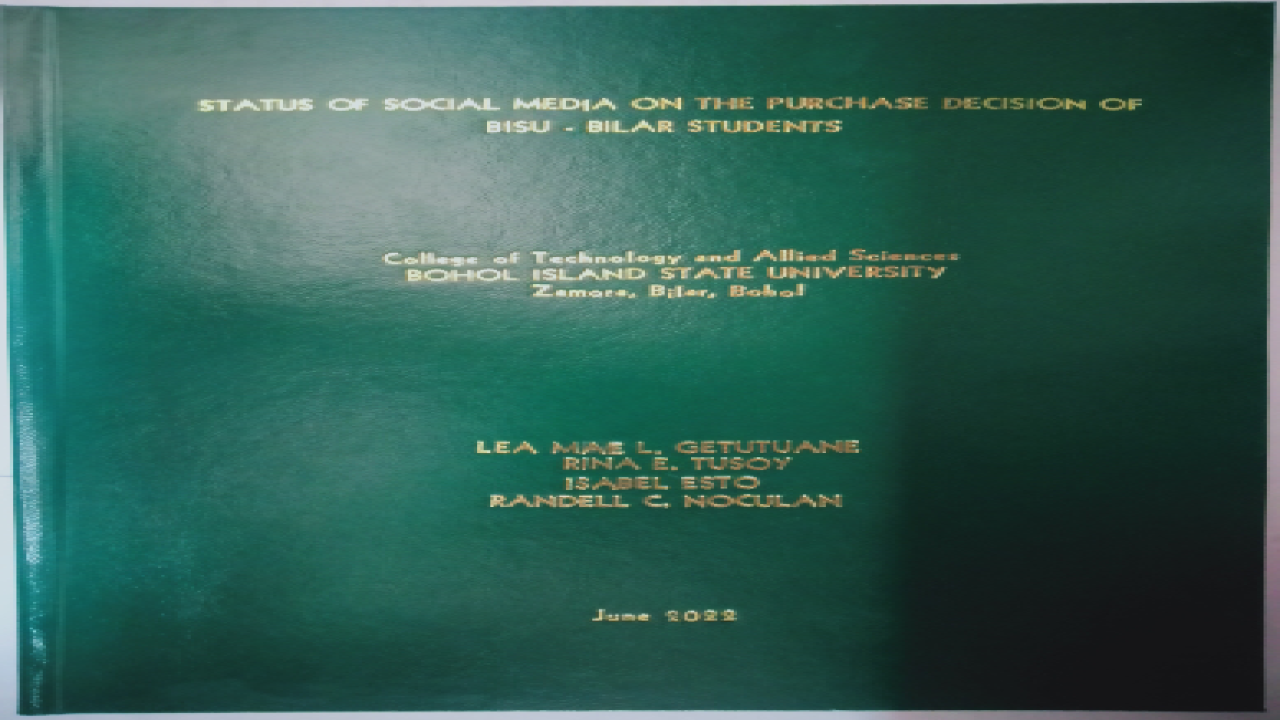 STATUS OF SOCIAL MEDIA ON THE PURCHASE DECISION OF
BISU - BILAR STUDENTS
College of Technology and Allied Sciences
BOHOL ISLAND STATE UNIVERSITY
Zamora, Bilar, Bohol
LEA MAE L. GETUTUANE
RINA E. TUSOY
ISABEL ESTO
RANDELL C. NOCULAN
June 2022